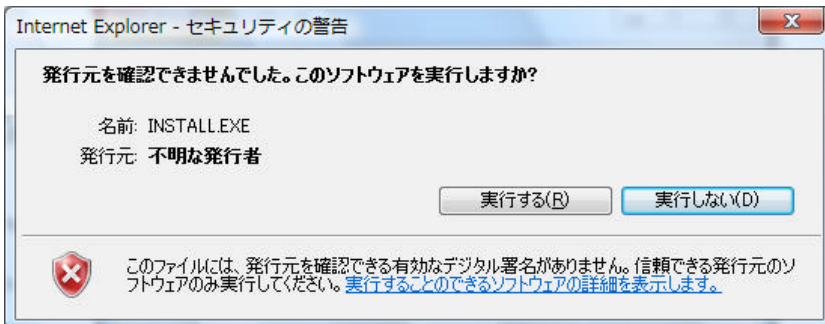 Internet Explorer - セキュリティの警告
発行元を確認できませんでした。このソフトウェアを実行しますか?
名前: INSTALL.EXE
発行元: 不明な発行者
実行する(R) 実行しない(D)
このファイルには、発行元を確認できる有効なデジタル署名がありません。信頼できる発行元のソ
フトウェアのみ実行してください。実行することのできるソフトウェアの詳細を表示します。